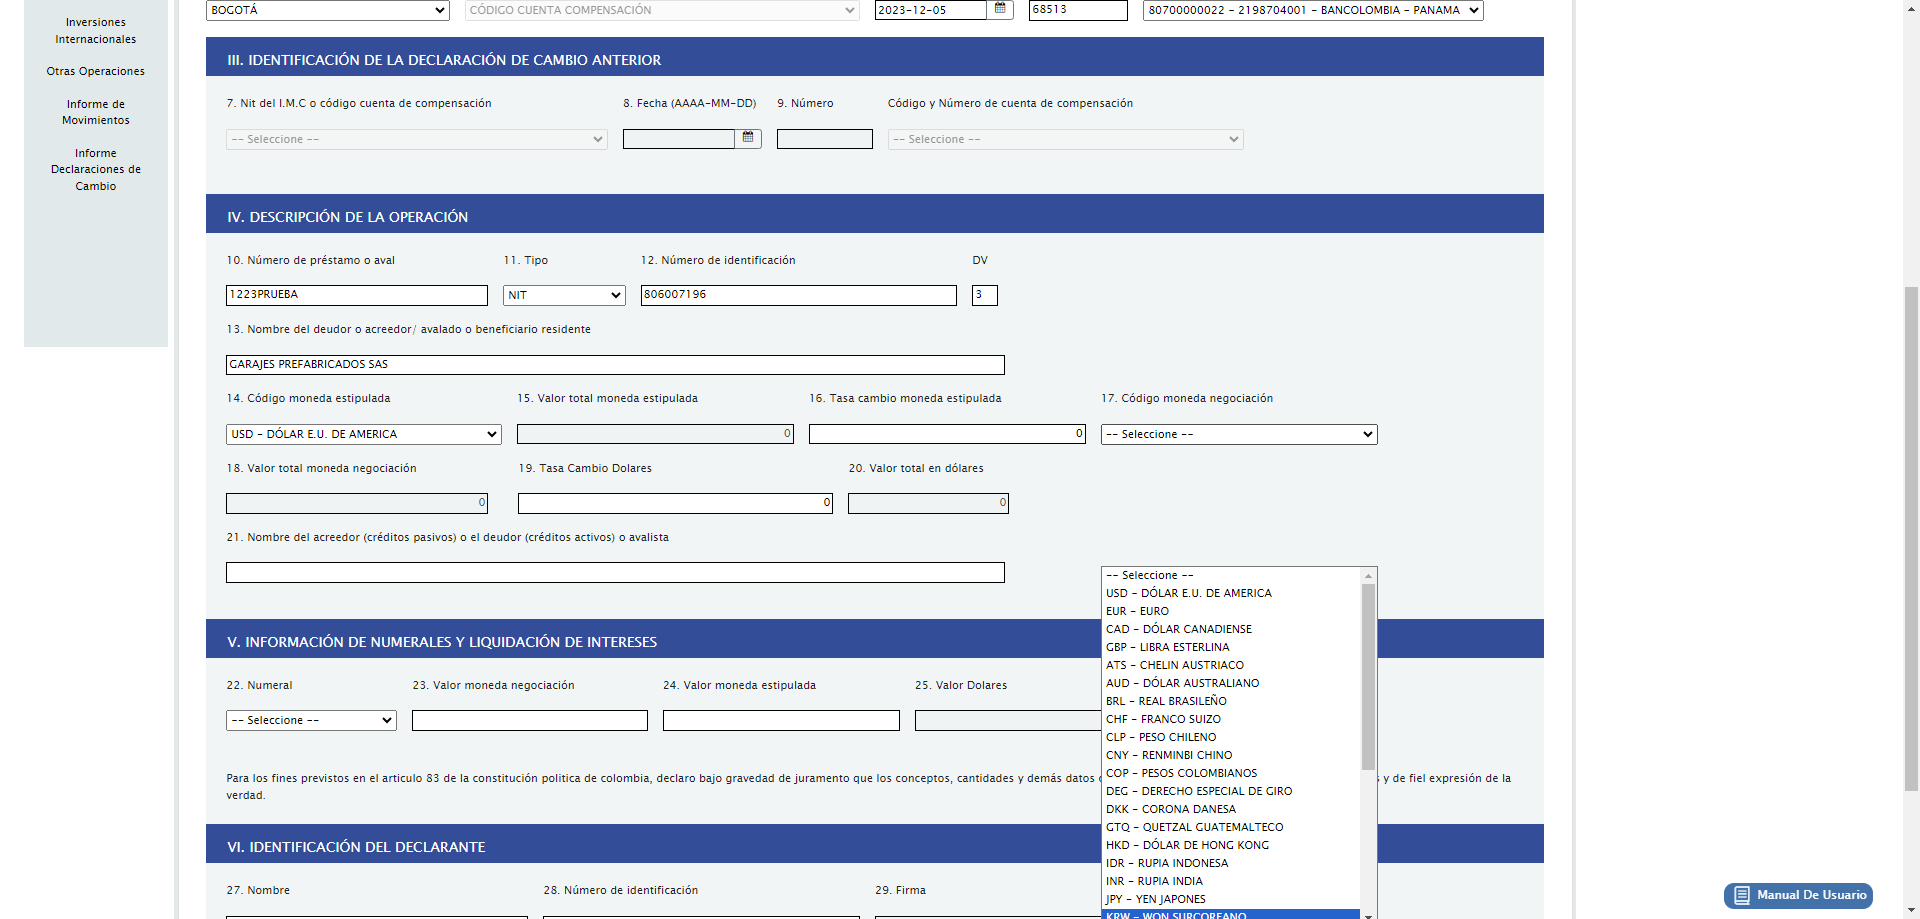 BOGOTÁ
CÓDIGO CUENTA COMPENSACIÓN
2023-12-05
68513
80700000022 - 2198704001 - BANCOLOMBIA - PANAMA
Inversiones
Internacionales
Otras Operaciones
Informe de
Movimientos
Informe
Declaraciones de
Cambio
III. IDENTIFICACIÓN DE LA DECLARACIÓN DE CAMBIO ANTERIOR
7. Nit del I.M.C o código cuenta de compensación
8. Fecha (AAAA-MM-DD)
9. Número
Código y Número de cuenta de compensación
-- Seleccione --
-- Seleccione --
IV. DESCRIPCIÓN DE LA OPERACIÓN
10. Número de préstamo o aval
11. Tipo
12. Número de identificación
DV
1223PRUEBA
NIT
806007196
3
13. Nombre del deudor o acreedor/ avalado o beneficiario residente
GARAJES PREFABRICADOS SAS
14. Código moneda estipulada
15. Valor total moneda estipulada
16. Tasa cambio moneda estipulada
17. Código moneda negociación
USD - DÓLAR E.U. DE AMERICA
0
0
-- Seleccione --
18. Valor total moneda negociación
19. Tasa Cambio Dolares
20. Valor total en dólares
0
0
0
21. Nombre del acreedor (créditos pasivos) o el deudor (créditos activos) o avalista
-- Seleccione --
USD - DÓLAR E.U. DE AMERICA
EUR - EURO
CAD - DÓLAR CANADIENSE
GBP - LIBRA ESTERLINA
ATS - CHELIN AUSTRIACO
AUD - DÓLAR AUSTRALIANO
BRL - REAL BRASILEÑO
CHF - FRANCO SUIZO
CLP - PESO CHILENO
CNY - RENMINBI CHINO
COP - PESOS COLOMBIANOS
DEG - DERECHO ESPECIAL DE GIRO
DKK - CORONA DANESA
GTQ - QUETZAL GUATEMALTECO
HKD - DÓLAR DE HONG KONG
IDR - RUPIA INDONESA
INR - RUPIA INDIA
JPY - YEN JAPONES
KRW - WON SURCOREANO
V. INFORMACIÓN DE NUMERALES Y LIQUIDACIÓN DE INTERESES
22. Numeral
23. Valor moneda negociación
24. Valor moneda estipulada
25. Valor Dolares
-- Seleccione --
Para los fines previstos en el articulo 83 de la constitución politica de colombia, declaro bajo gravedad de juramento que los conceptos, cantidades y demás datos y de fiel expresión de la
verdad.
VI. IDENTIFICACIÓN DEL DECLARANTE
27. Nombre
28. Número de identificación
29. Firma
Manual De Usuario